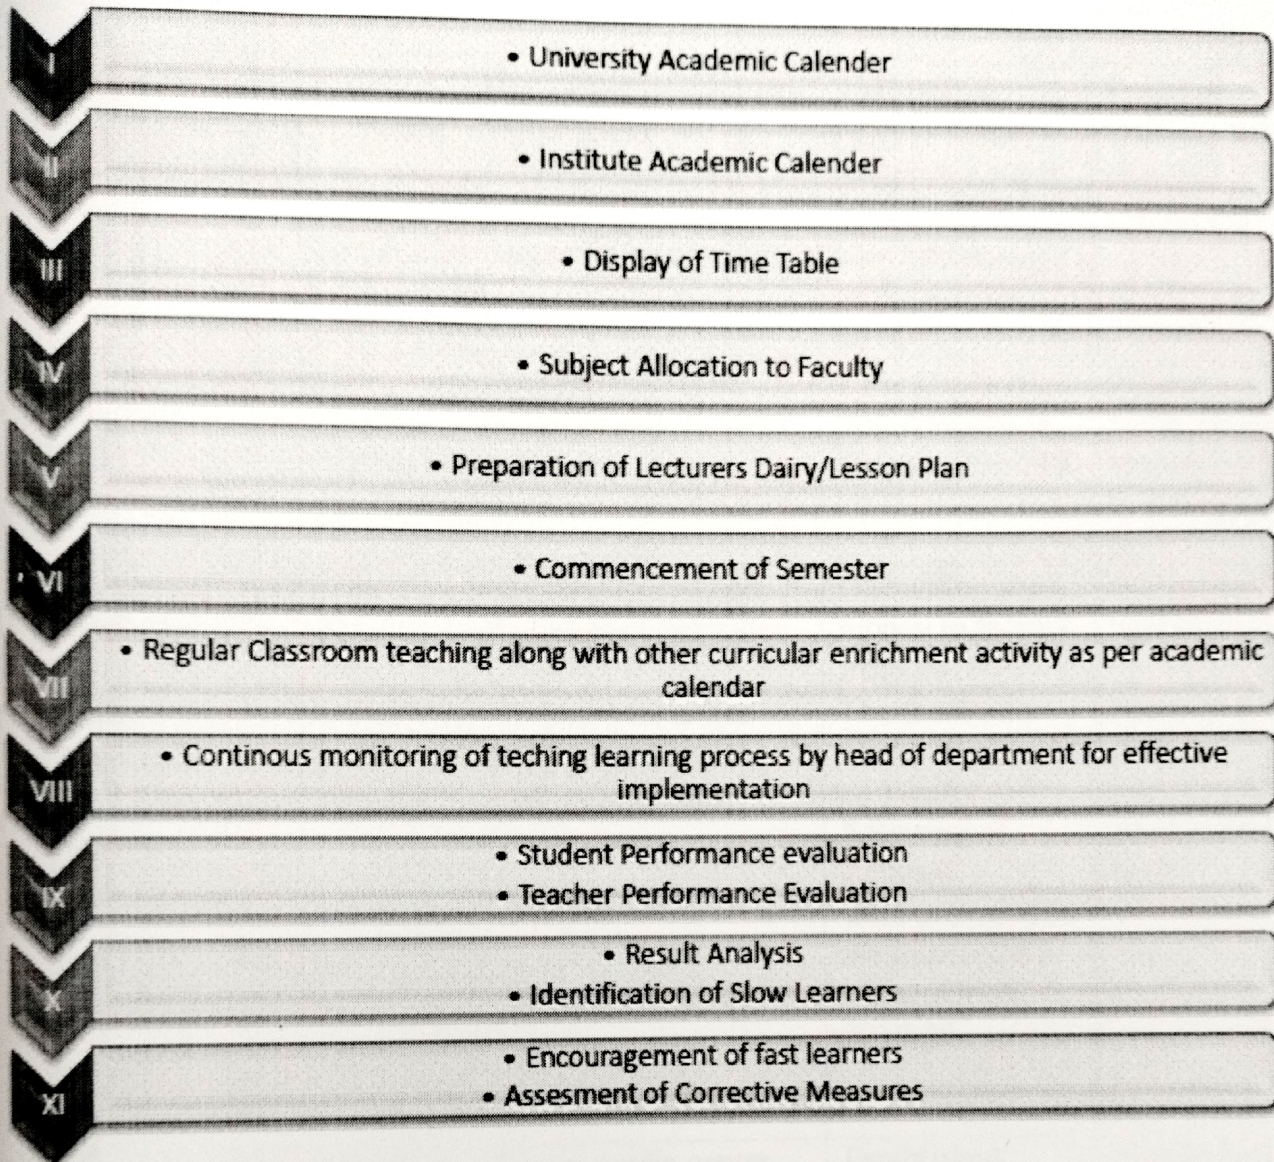 I
• University Academic Calender
II
• Institute Academic Calender
III
• Display of Time Table
IV
• Subject Allocation to Faculty
V
• Preparation of Lecturers Dairy/Lesson Plan
VI
• Commencement of Semester
VII
• Regular Classroom teaching along with other curricular enrichment activity as per academic
calendar
VIII
• Continous monitoring of teching learning process by head of department for effective
implementation
IX
• Student Performance evaluation
• Teacher Performance Evaluation
X
• Result Analysis
• Identification of Slow Learners
XI
• Encouragement of fast learners
• Assesment of Corrective Measures